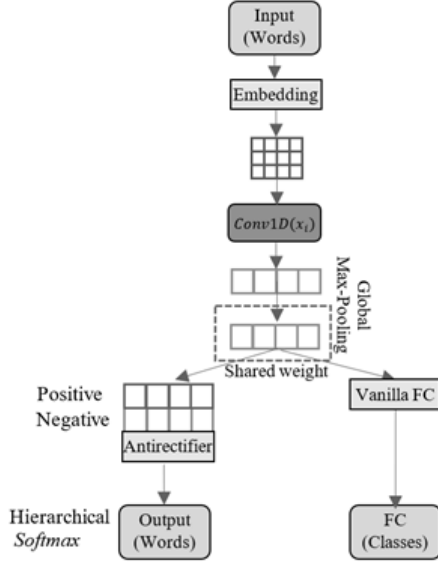 Input
(Words)
Embedding
Conv1D(x_i)
Global
Max-Pooling
Shared weight
Positive
Negative
Antirectifier
Vanilla FC
Hierarchical
Softmax
Output
(Words)
FC
(Classes)